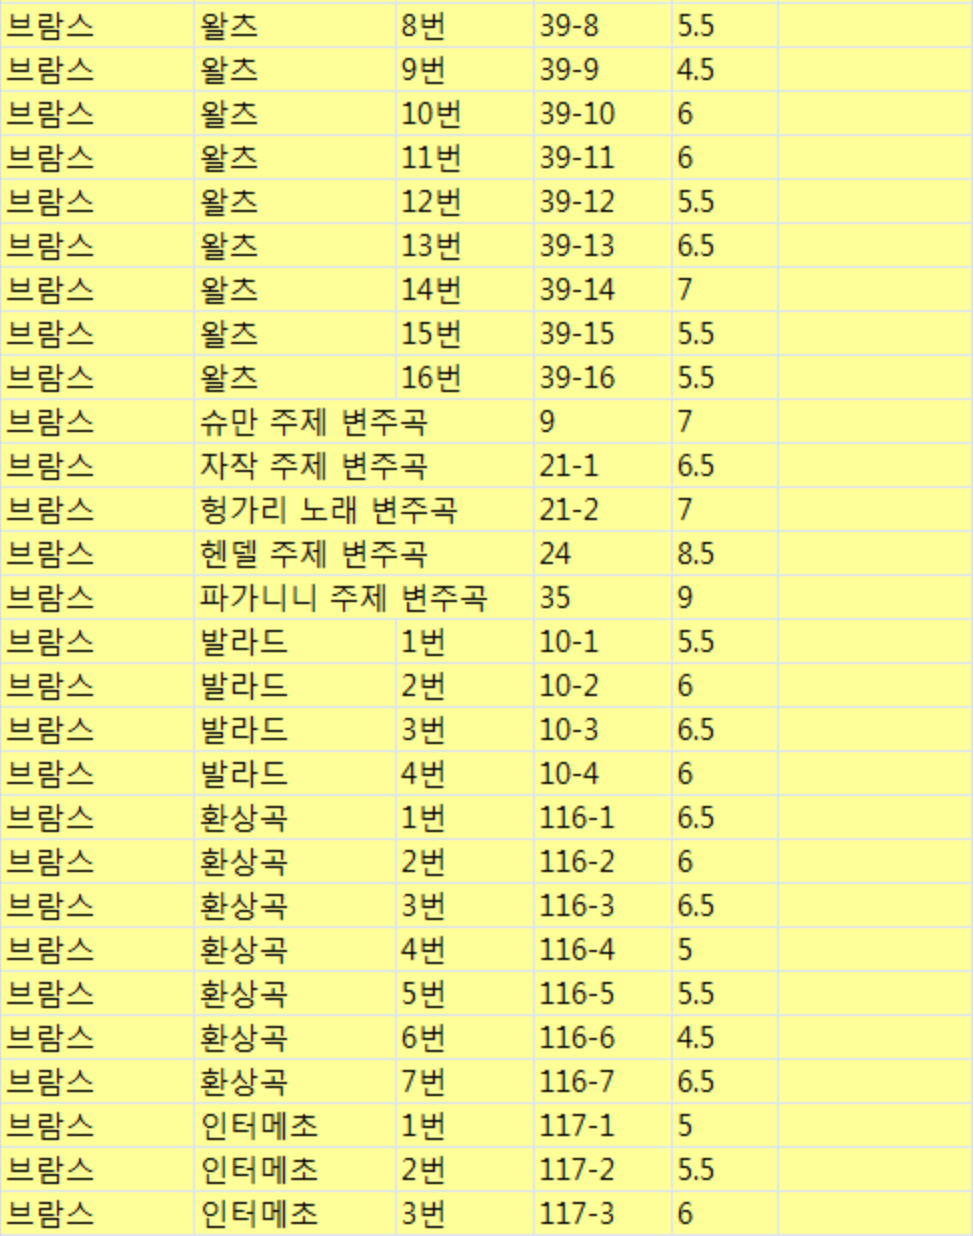 브람스 왈츠 8번 39-8 5.5
브람스 왈츠 9번 39-9 4.5
브람스 왈츠 10번 39-10 6
브람스 왈츠 11번 39-11 6
브람스 왈츠 12번 39-12 5.5
브람스 왈츠 13번 39-13 6.5
브람스 왈츠 14번 39-14 7
브람스 왈츠 15번 39-15 5.5
브람스 왈츠 16번 39-16 5.5
브람스 슈만 주제 변주곡 9 7
브람스 자작 주제 변주곡 21-1 6.5
브람스 헝가리 노래 변주곡 21-2 7
브람스 헨델 주제 변주곡 24 8.5
브람스 파가니니 주제 변주곡 35 9
브람스 발라드 1번 10-1 5.5
브람스 발라드 2번 10-2 6
브람스 발라드 3번 10-3 6.5
브람스 발라드 4번 10-4 6
브람스 환상곡 1번 116-1 6.5
브람스 환상곡 2번 116-2 6
브람스 환상곡 3번 116-3 6.5
브람스 환상곡 4번 116-4 5
브람스 환상곡 5번 116-5 5.5
브람스 환상곡 6번 116-6 4.5
브람스 환상곡 7번 116-7 6.5
브람스 인터메초 1번 117-1 5
브람스 인터메초 2번 117-2 5.5
브람스 인터메초 3번 117-3 6